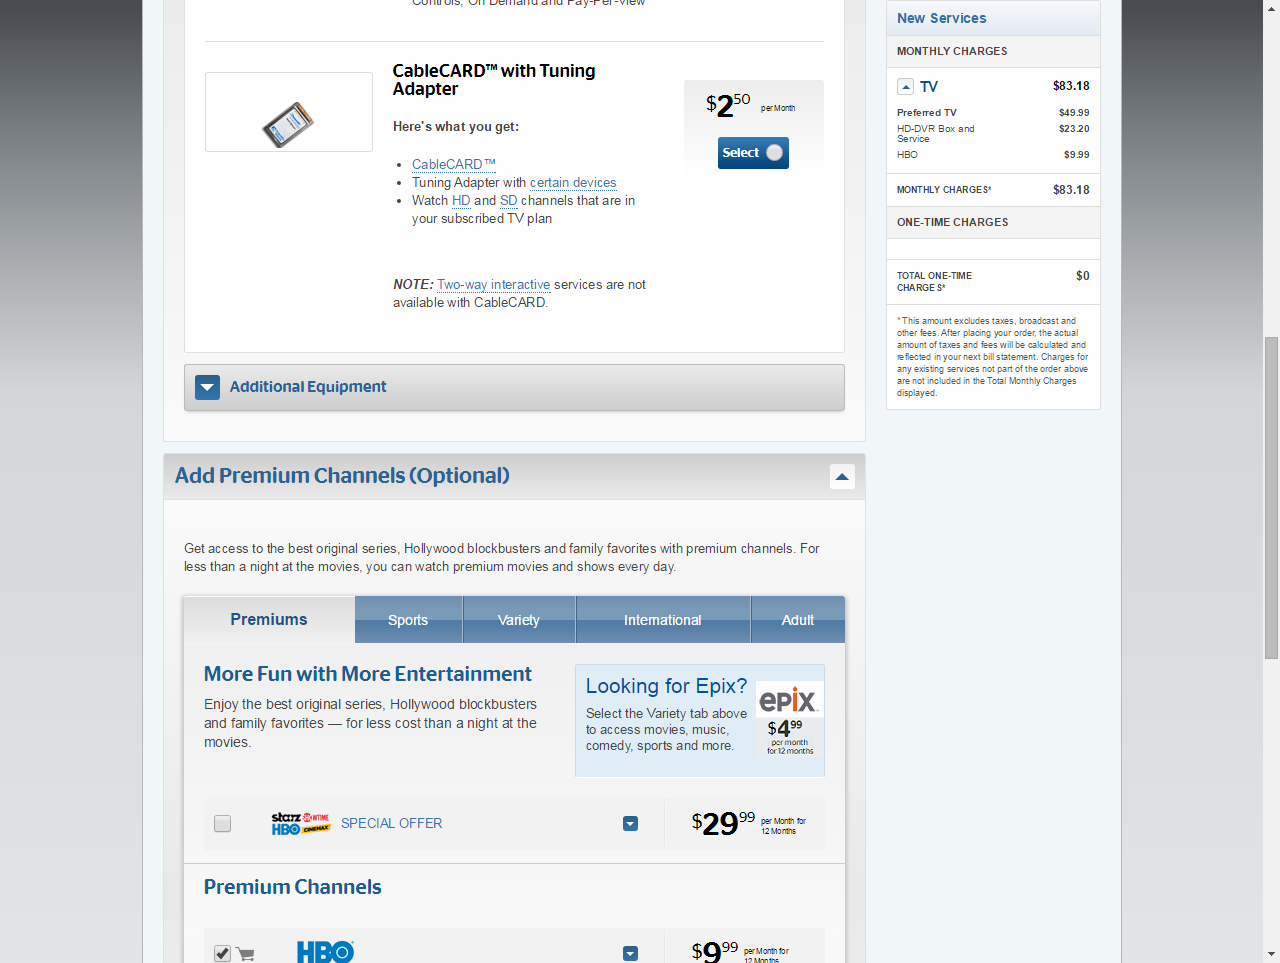 Controls, On Demand and Pay-Per-View
CableCARD™ with Tuning
Adapter
Here's what you get:
CableCARD™
Tuning Adapter with certain devices
Watch HD and SD channels that are in
your subscribed TV plan
NOTE: Two-way interactive services are not
available with CableCARD.
$2 50 per Month
Select
Additional Equipment
Add Premium Channels (Optional)
Get access to the best original series, Hollywood blockbusters and family favorites with premium channels. For
less than a night at the movies, you can watch premium movies and shows every day.
Premiums Sports Variety International Adult
More Fun with More Entertainment
Enjoy the best original series, Hollywood blockbusters
and family favorites — for less cost than a night at the
movies.
Looking for Epix?
Select the Variety tab above
to access movies, music,
comedy, sports and more.
epix
$4 99
per month
for 12 months
starz SHOWTIME
HBO CINEMAX
SPECIAL OFFER
$29 99 per Month for
12 Months
Premium Channels
HBO
$9 99 per Month for
12 Months
New Services
MONTHLY CHARGES
TV $83.18
Preferred TV $49.99
HD-DVR Box and $23.20
Service
HBO $9.99
MONTHLY CHARGES* $83.18
ONE-TIME CHARGES
TOTAL ONE-TIME $0
CHARGES*
* This amount excludes taxes, broadcast and
other fees. After placing your order, the actual
amount of taxes and fees will be calculated and
reflected in your next bill statement. Charges for
any existing services not part of the order above
are not included in the Total Monthly Charges
displayed.